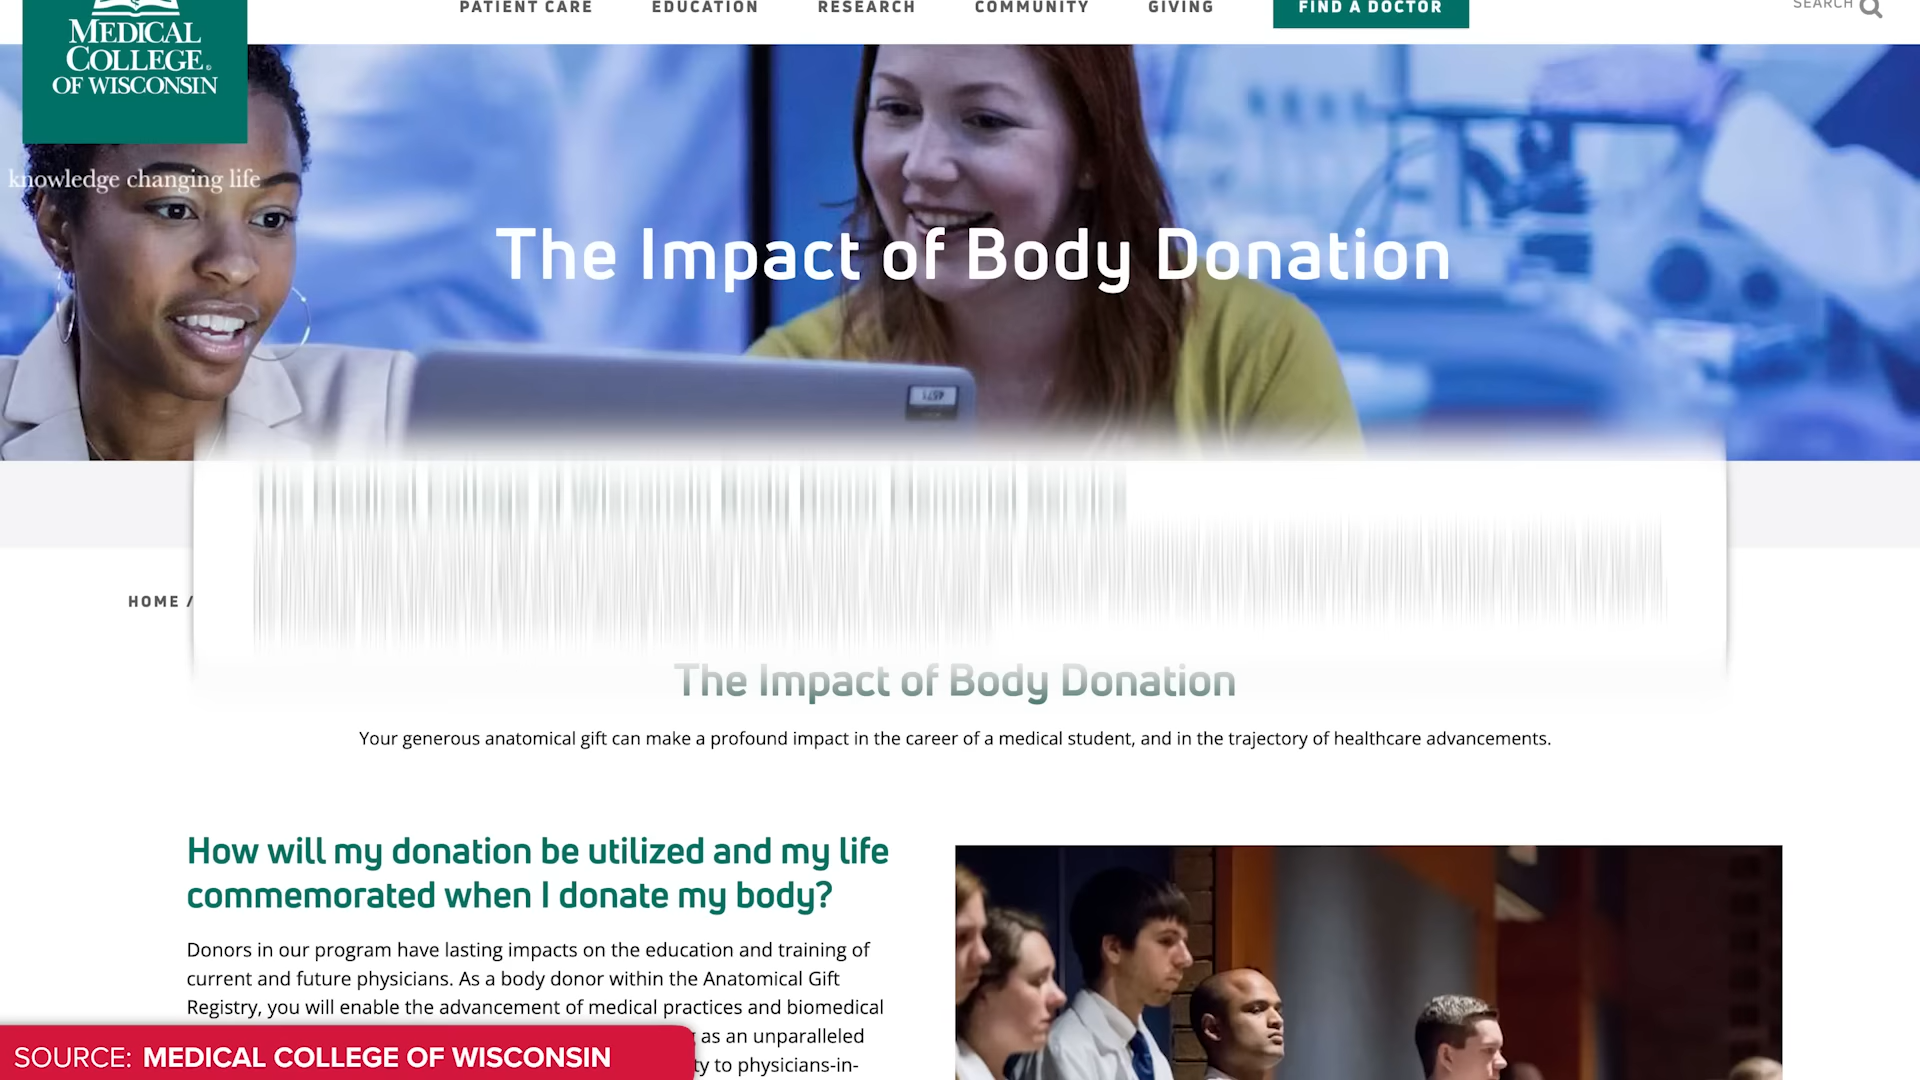 PATIENT CARE EDUCATION RESEARCH COMMUNITY GIVING FIND A DOCTOR SEARCH
MEDICAL
COLLEGE
OF WISCONSIN
knowledge changing life
The Impact of Body Donation
4571
HOME /
The Impact of Body Donation
Your generous anatomical gift can make a profound impact in the career of a medical student, and in the trajectory of healthcare advancements.
How will my donation be utilized and my life
commemorated when I donate my body?
Donors in our program have lasting impacts on the education and training of
current and future physicians. As a body donor within the Anatomical Gift
Registry, you will enable the advancement of medical practices and biomedical
as an unparalleled
to physicians-in-
SOURCE: MEDICAL COLLEGE OF WISCONSIN